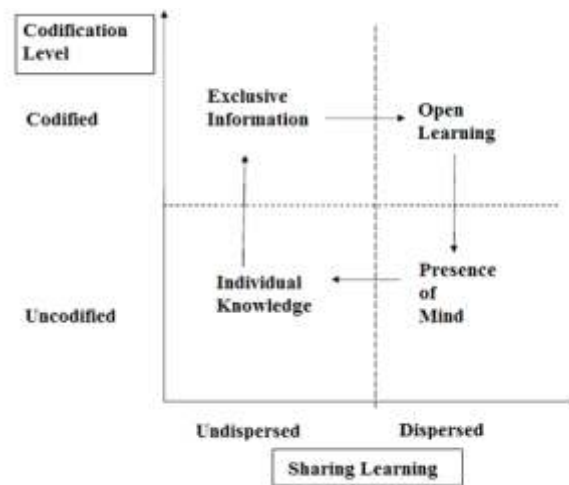 Codification
Level
Codified
Exclusive
Information
Open
Learning
Individual
Knowledge
Presence
of
Mind
Uncodified
Undispersed
Dispersed
Sharing Learning